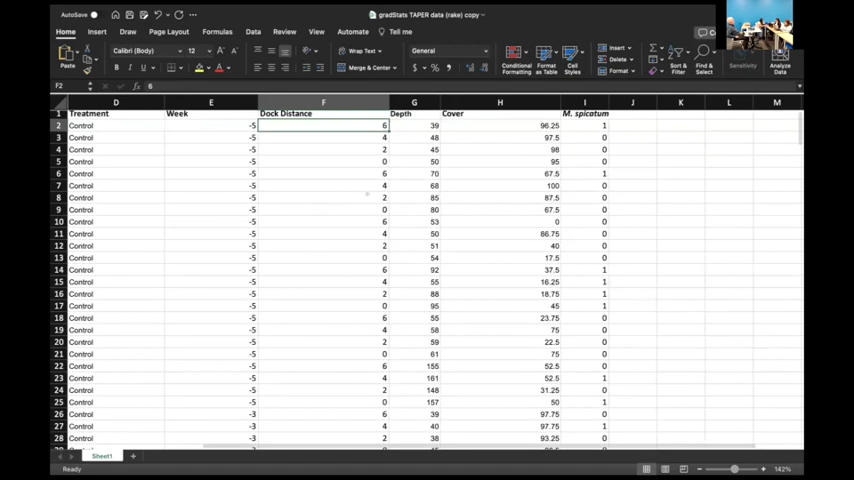 AutoSave
gradStats TAPER data (rake) copy
Home Insert Draw Page Layout Formulas Data Review View Automate Tell me
Paste Calibri (Body) 12 Wrap Text General Insert Σ
Delete
Merge & Center Conditional Formatting Format as Table Cell Styles Format Sort & Filter Find & Select Sensitivity Analyze Data
F2 fx 6
D E F G H I J K L M
1 Treatment Week Dock Distance Depth Cover M. spicatum
2 Control -5 6 39 96.25 1
3 Control -5 4 48 97.5 0
4 Control -5 2 45 98 0
5 Control -5 0 50 95 0
6 Control -5 6 70 67.5 1
7 Control -5 4 68 100 0
8 Control -5 2 85 87.5 0
9 Control -5 0 80 67.5 0
10 Control -5 6 53 0 0
11 Control -5 4 50 86.75 0
12 Control -5 2 51 40 0
13 Control -5 0 54 17.5 0
14 Control -5 6 92 37.5 1
15 Control -5 4 55 16.25 1
16 Control -5 2 88 18.75 1
17 Control -5 0 95 45 1
18 Control -5 6 55 23.75 0
19 Control -5 4 58 75 0
20 Control -5 2 59 22.5 0
21 Control -5 0 61 75 0
22 Control -5 6 155 52.5 0
23 Control -5 4 161 52.5 1
24 Control -5 2 148 31.25 0
25 Control -5 0 157 50 1
26 Control -3 6 39 97.75 0
27 Control -3 4 40 97.75 1
28 Control -3 2 38 93.25 0
Sheet1 +
Ready 142%